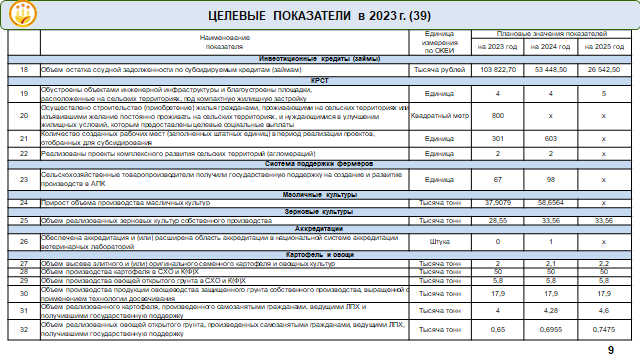 ЦЕЛЕВЫЕ ПОКАЗАТЕЛИ в 2023 г. (39)
Наименование показателя
Единица измерения по ОКЕИ
Плановые значения показателей
на 2023 год на 2024 год на 2025 год
Инвестиционные кредиты (займы)
18 Объем остатка ссудной задолженности по субсидируемым кредитам (займам) Тысяча рублей 103 822,70 53 448,50 26 542,50
КРСТ
19 Обустроены объектами инженерной инфраструктуры и благоустроены площадки,
расположенные на сельских территориях, под компактную жилищную застройку Единица 4 4 5
20 Осуществлено строительство (приобретение) жилья гражданами, проживающими на сельских территориях или
изъявившими желание постоянно проживать на сельских территориях, и нуждающимися в улучшении
жилищных условий, которым предоставлены целевые социальные выплаты Квадратный метр 800 х х
21 Количество созданных рабочих мест (заполненных штатных единиц) в период реализации проектов,
отобранных для субсидирования Единица 301 603 х
22 Реализованы проекты комплексного развития сельских территорий (агломераций) Единица 2 2 х
Система поддержки фермеров
23 Сельскохозяйственные товаропроизводители получили государственную поддержку на создание и развитие
производств в АПК Единица 67 98 х
Масличные культуры
24 Прирост объема производства масличных культур Тысяча тонн 37,9079 58,6564 х
Зерновые культуры
25 Объем реализованных зерновых культур собственного производства Тысяча тонн 28,55 33,56 33,56
Аккредитации
26 Обеспечена аккредитация и (или) расширена область аккредитации в национальной системе аккредитации
ветеринарных лабораторий Штука 0 1 х
Картофель и овощи
27 Объем высева элитного и (или) оригинального семенного картофеля и овощных культур Тысяча тонн 2 2,1 2,2
28 Объем производства картофеля в СХО и К(Ф)Х Тысяча тонн 50 50 50
29 Объем производства овощей открытого грунта в СХО и К(Ф)Х Тысяча тонн 5,8 5,8 5,8
30 Объем производства продукции овощеводства защищенного грунта собственного производства, выращенной с
применением технологии досвечивания Тысяча тонн 17,9 17,9 17,9
31 Объем реализованного картофеля, произведенного самозанятыми гражданами, ведущими ЛПХ и
получившими государственную поддержку Тысяча тонн 4 4,28 4,6
32 Объем реализованных овощей открытого грунта, произведенных самозанятыми гражданами, ведущими ЛПХ,
получившими государственную поддержку Тысяча тонн 0,65 0,6955 0,7475
9